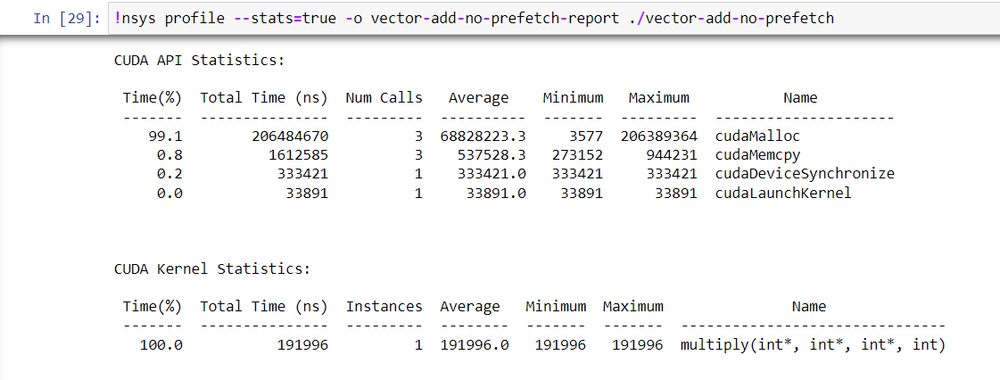 In [29]: !nsys profile --stats=true -o vector-add-no-prefetch-report ./vector-add-no-prefetch
CUDA API Statistics:
Time(%) Total Time (ns) Num Calls Average Minimum Maximum Name
------- --------------- --------- ---------- ------- --------- ---------------------
99.1 206484670 3 68828223.3 3577 206389364 cudaMalloc
0.8 1612585 3 537528.3 273152 944231 cudaMemcpy
0.2 333421 1 333421.0 333421 333421 cudaDeviceSynchronize
0.0 33891 1 33891.0 33891 33891 cudaLaunchKernel
CUDA Kernel Statistics:
Time(%) Total Time (ns) Instances Average Minimum Maximum Name
------- --------------- --------- -------- ------- ------- -------------------------------
100.0 191996 1 191996.0 191996 191996 multiply(int*, int*, int*, int)